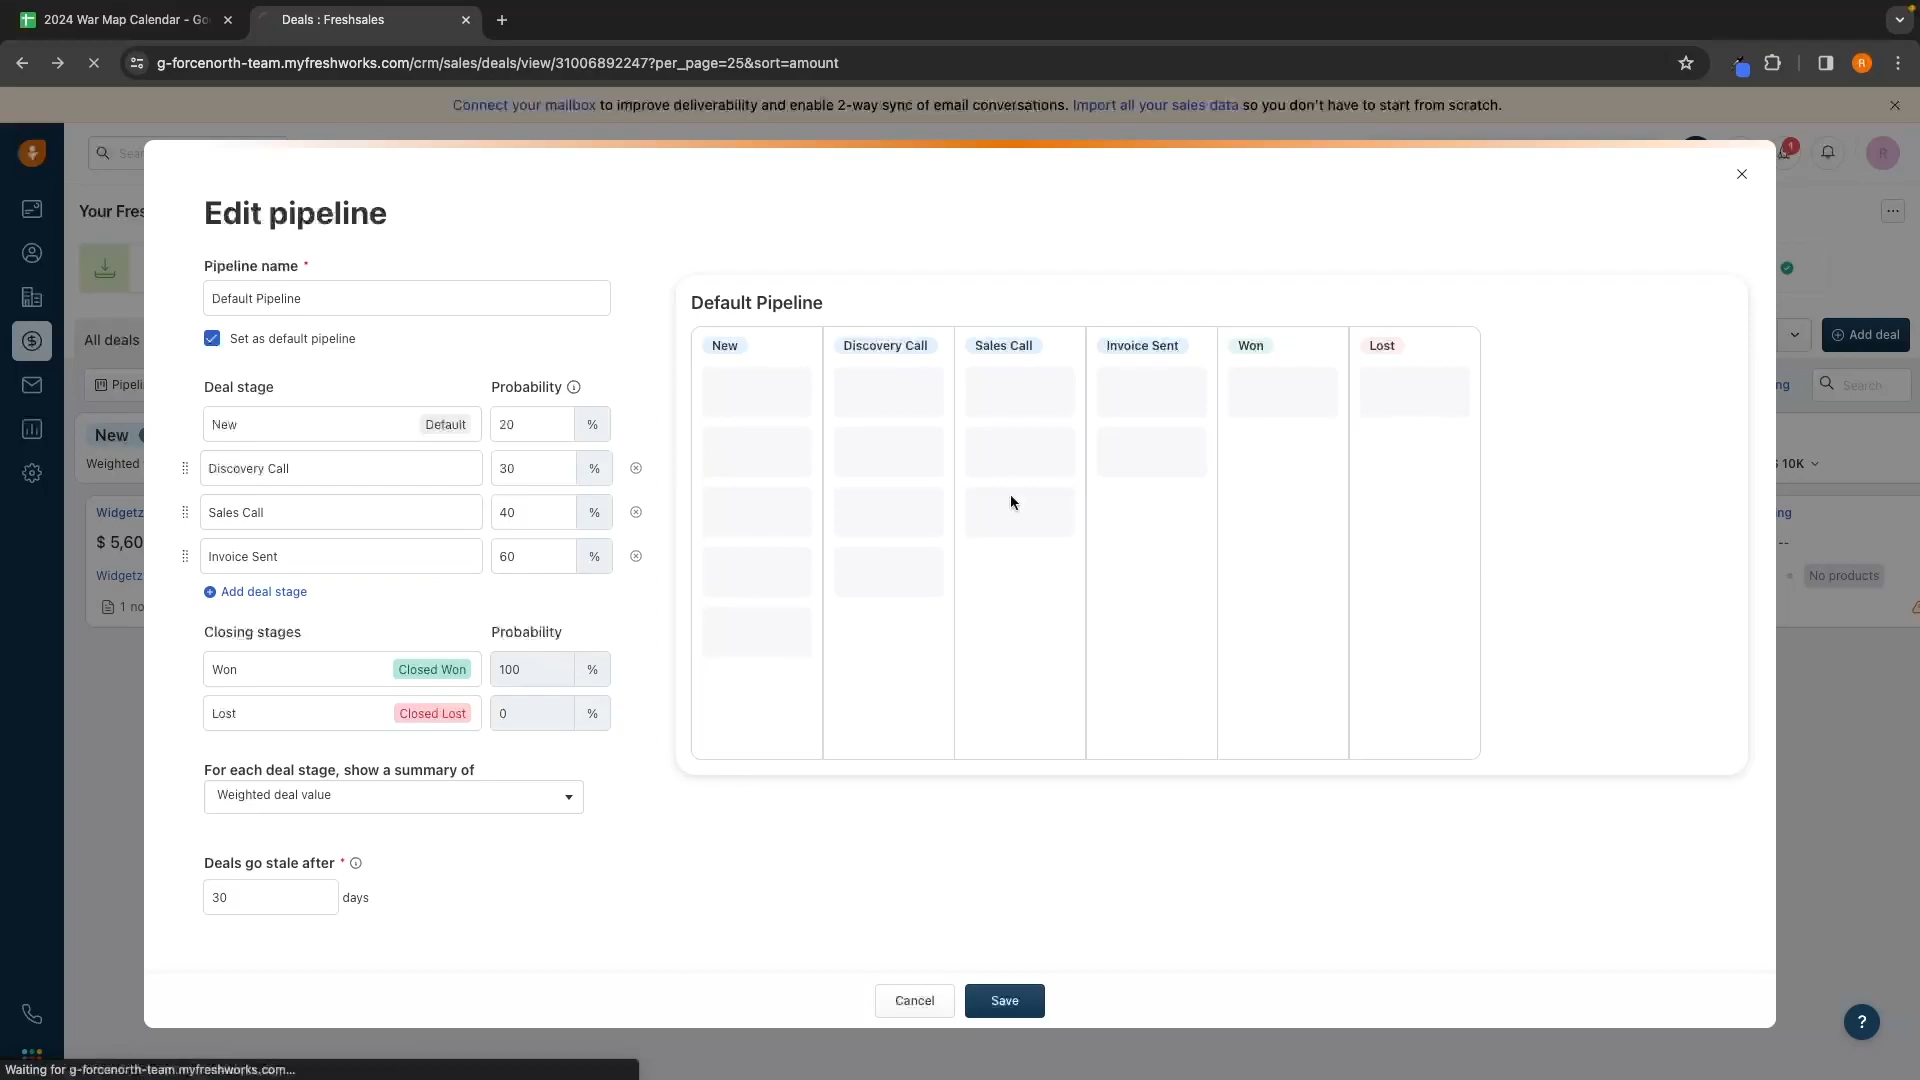 2024 War Map Calendar - Go
Deals : Freshsales
g-forcenorth-team.myfreshworks.com/crm/sales/deals/view/31006892247?per_page=25&sort=amount
R
Connect your mailbox to improve deliverability and enable 2-way sync of email conversations. Import all your sales data so you don't have to start from scratch.
Sea
1
R
Your Fres
All deals
Add deal
Pipeli
ng
Search
New
Weighted
$ 10K
Widgetz
ing
$ 5,60
--
Widgetz
No products
1 no
Edit pipeline
Pipeline name *
Default Pipeline
Set as default pipeline
Deal stage Probability
New Default 20 %
Discovery Call 30 %
Sales Call 40 %
Invoice Sent 60 %
Add deal stage
Closing stages Probability
Won Closed Won 100 %
Lost Closed Lost 0 %
For each deal stage, show a summary of
Weighted deal value
Deals go stale after *
30 days
Default Pipeline
New Discovery Call Sales Call Invoice Sent Won Lost
Cancel Save
?
Waiting for g-forcenorth-team.myfreshworks.com...